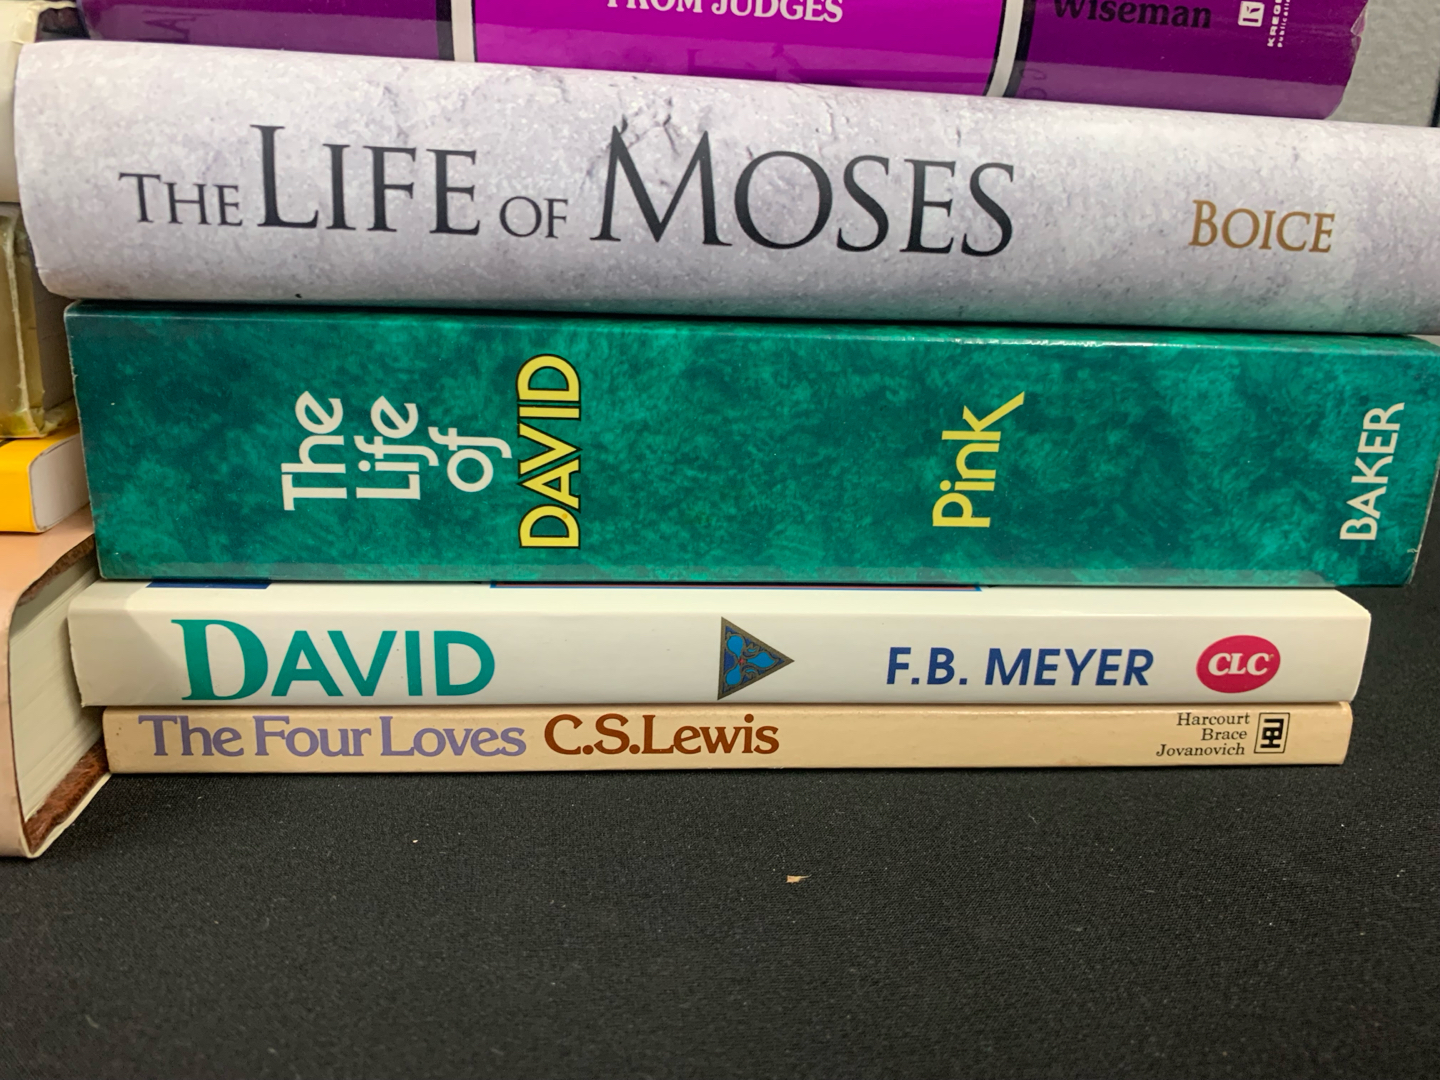 FROM JUDGES
Wiseman
THE LIFE OF MOSES
BOICE
The
Life
of
DAVID
Pink
BAKER
DAVID
F.B. MEYER
CLC
The Four Loves C.S.Lewis
Harcourt
Brace
Jovanovich